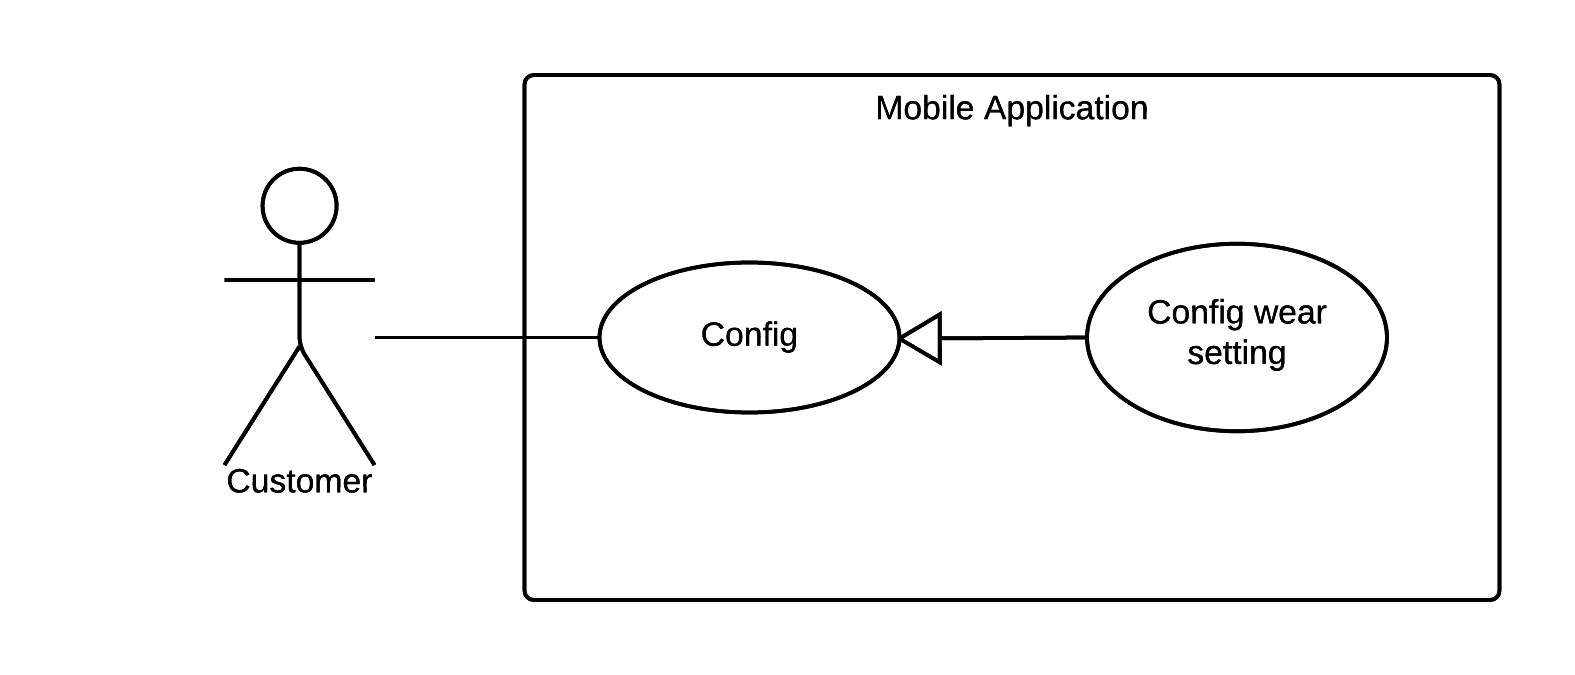 Mobile Application
Config
Config wear
setting
Customer